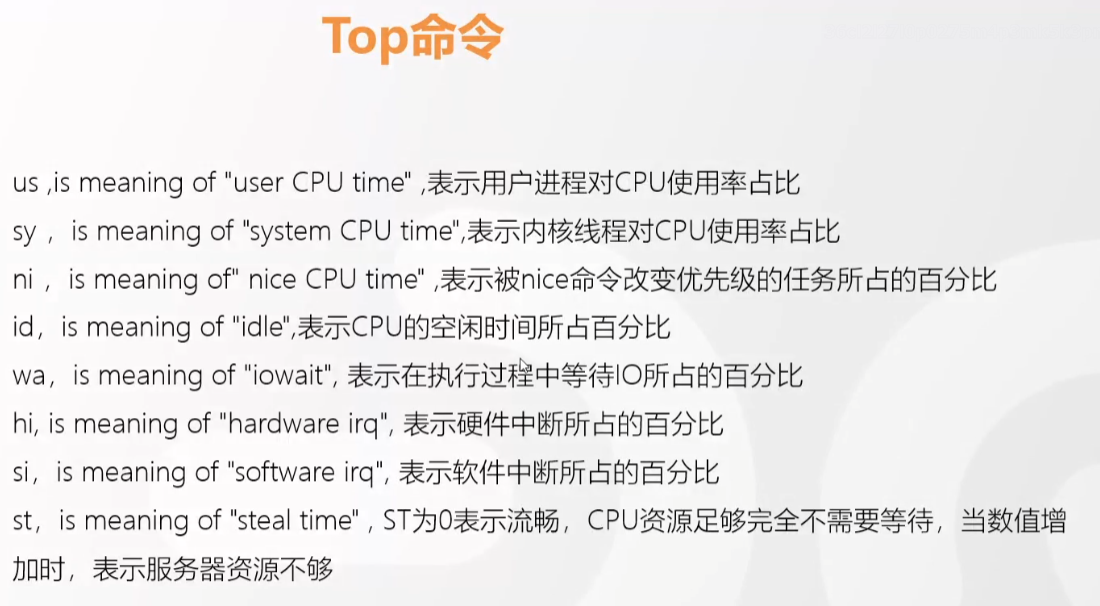 Top命令
us ,is meaning of "user CPU time" ,表示用户进程对CPU使用率占比
sy ，is meaning of "system CPU time",表示内核线程对CPU使用率占比
ni ，is meaning of" nice CPU time" ,表示被nice命令改变优先级的任务所占的百分比
id，is meaning of "idle",表示CPU的空闲时间所占百分比
wa，is meaning of "iowait", 表示在执行过程中等待IO所占的百分比
hi, is meaning of "hardware irq", 表示硬件中断所占的百分比
si，is meaning of "software irq", 表示软件中断所占的百分比
st，is meaning of "steal time" , ST为0表示流畅，CPU资源足够完全不需要等待，当数值增
加时，表示服务器资源不够